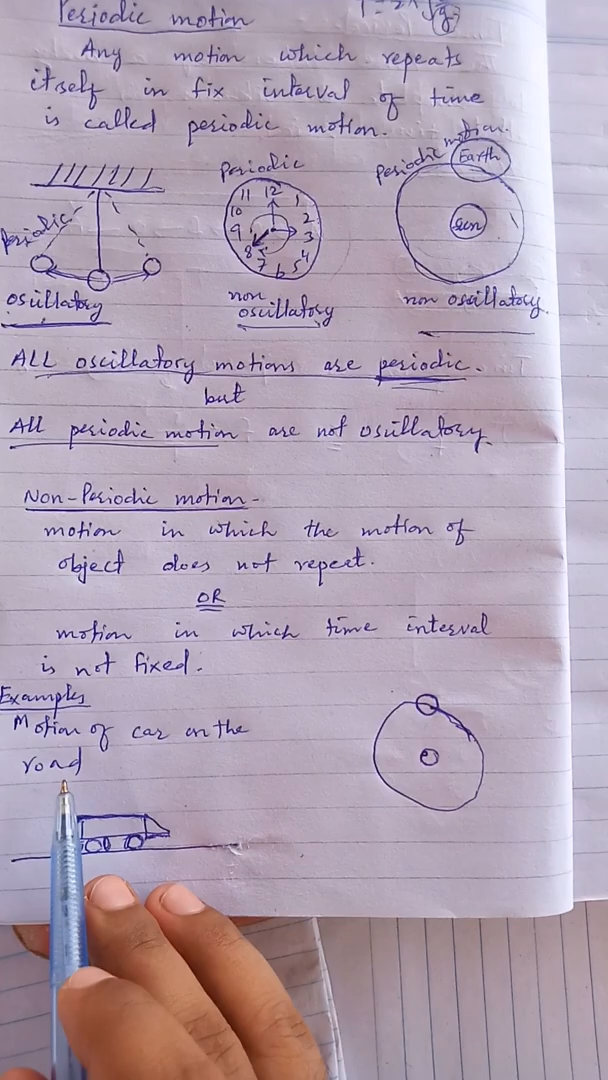 Periodic motion
Any motion which repeats
itself in fix interval of time
is called periodic motion.
Periodic
oscillatory
Periodic
12
1
2
3
4
5
6
7
8
9
10
11
non
oscillatory
Periodic motion.
Earth
Sun
non oscillatory.
ALL oscillatory motions are periodic.
but
All periodic motion are not oscillatory.
Non-Periodic motion-
motion in which the motion of
object does not repeat.
OR
motion in which time interval
is not fixed.
Examples
Motion of car on the
road